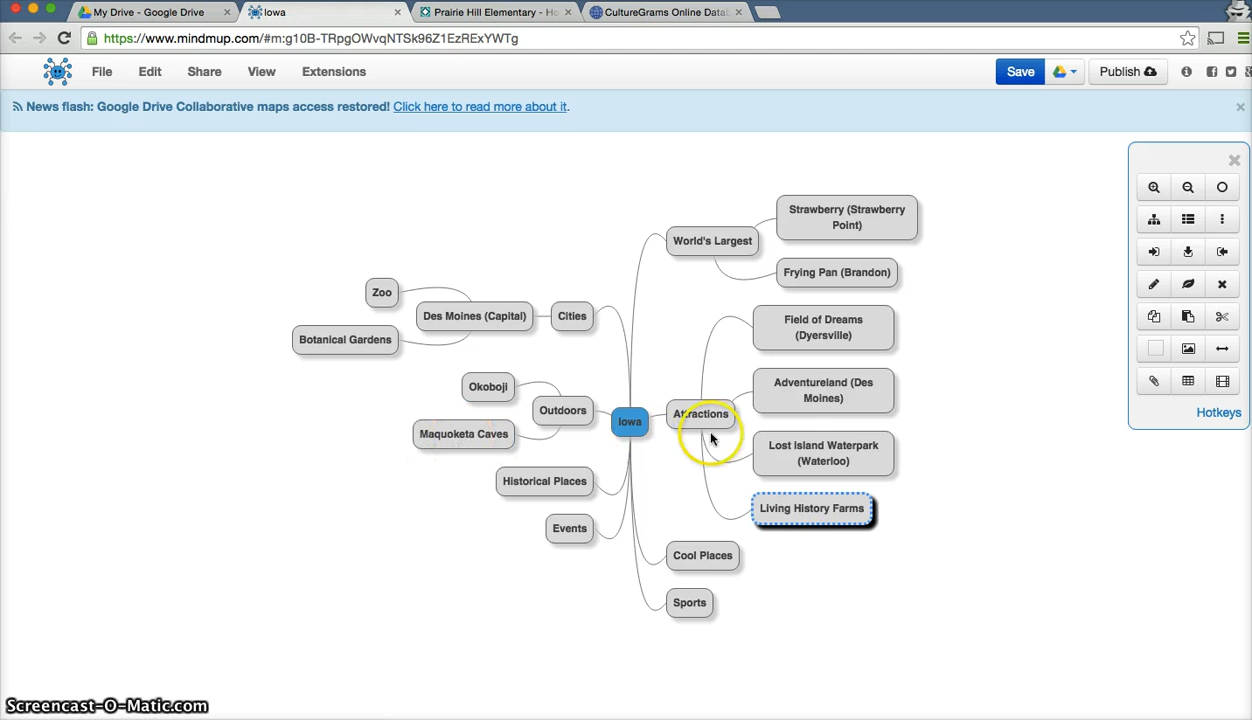 My Drive - Google Drive
Iowa
Prairie Hill Elementary - Ho
CultureGrams Online Datab
https://www.mindmup.com/#m:g10B-TRpgOWvqNTSk96Z1EzRExYWTg
File Edit Share View Extensions
Save
Publish
News flash: Google Drive Collaborative maps access restored! Click here to read more about it.
Strawberry (Strawberry
Point)
World's Largest
Frying Pan (Brandon)
Zoo
Des Moines (Capital)
Cities
Botanical Gardens
Field of Dreams
(Dyersville)
Okoboji
Adventureland (Des
Moines)
Outdoors
Iowa
Attractions
Hotkeys
Maquoketa Caves
Lost Island Waterpark
(Waterloo)
Historical Places
Living History Farms
Events
Cool Places
Sports
Screencast-O-Matic.com